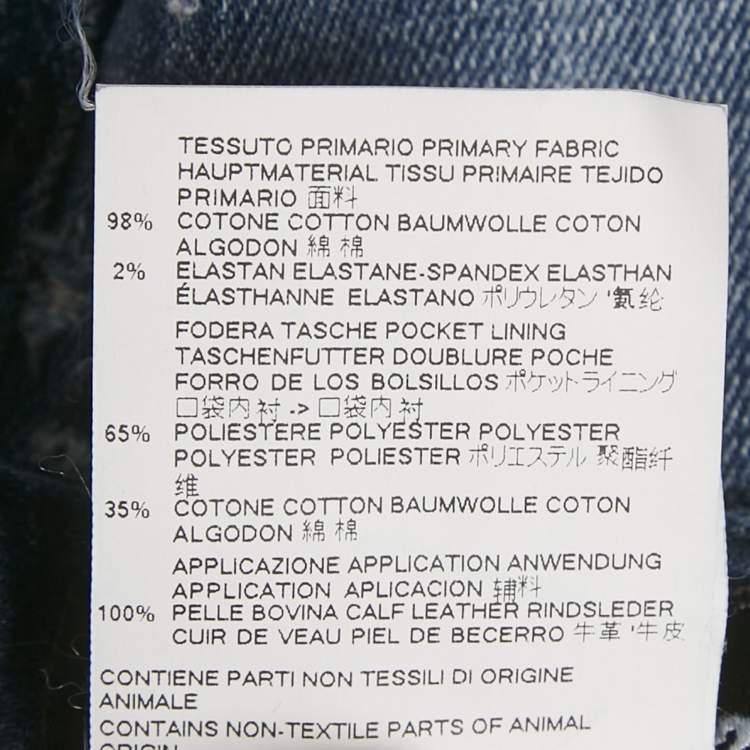 TESSUTO PRIMARIO PRIMARY FABRIC
HAUPTMATERIAL TISSU PRIMAIRE TEJIDO
PRIMARIO 面料
98% COTONE COTTON BAUMWOLLE COTON
ALGODON 綿 棉
2% ELASTAN ELASTANE-SPANDEX ELASTHAN
ÉLASTHANNE ELASTANO ポリウレタン '氨纶
FODERA TASCHE POCKET LINING
TASCHENFUTTER DOUBLURE POCHE
FORRO DE LOS BOLSILLOS ポケットライニング
口袋内衬 -> 口袋内衬
65% POLIESTERE POLYESTER POLYESTER
POLYESTER POLIESTER ポリエステル 聚酯纤
维
35% COTONE COTTON BAUMWOLLE COTON
ALGODON 綿 棉
APPLICAZIONE APPLICATION ANWENDUNG
APPLICATION APLICACION 辅料
100% PELLE BOVINA CALF LEATHER RINDSLEDER
CUIR DE VEAU PIEL DE BECERRO 牛革 '牛皮
CONTIENE PARTI NON TESSILI DI ORIGINE
ANIMALE
CONTAINS NON-TEXTILE PARTS OF ANIMAL
ORIGIN